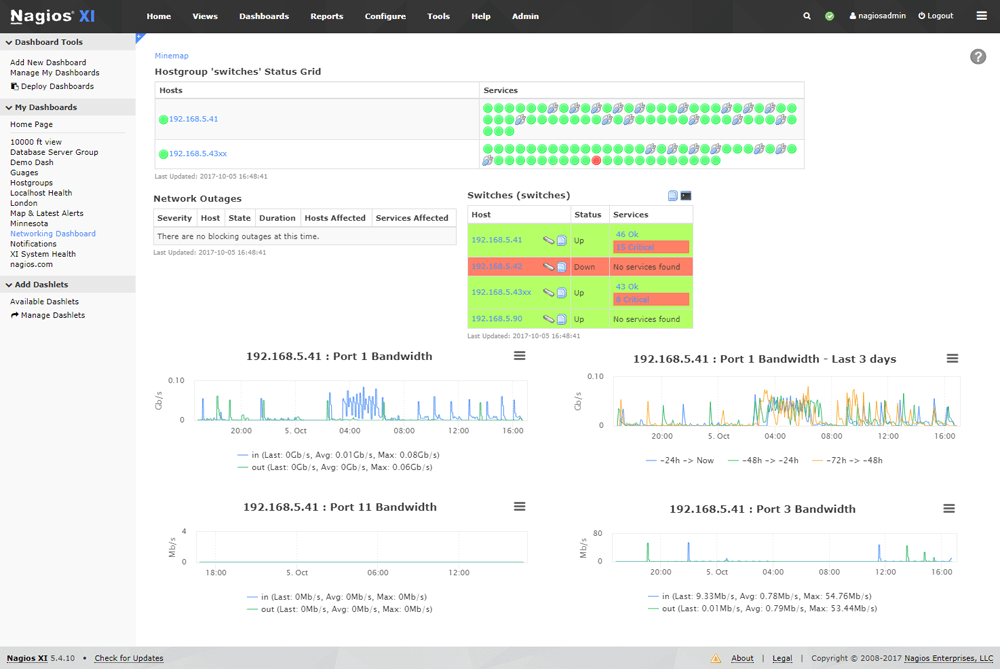 Nagios® XI
Home Views Dashboards Reports Configure Tools Help Admin
nagiosadmin Logout
Dashboard Tools
Add New Dashboard
Manage My Dashboards
Deploy Dashboards
My Dashboards
Home Page
10000 ft view
Database Server Group
Demo Dash
Guages
Hostgroups
Localhost Health
London
Map & Latest Alerts
Minnesota
Networking Dashboard
Notifications
XI System Health
nagios.com
Add Dashlets
Available Dashlets
Manage Dashlets
Minemap
Hostgroup 'switches' Status Grid
Hosts Services
192.168.5.41
192.168.5.43xx
Last Updated: 2017-10-05 16:48:41
Network Outages
Severity Host State Duration Hosts Affected Services Affected
There are no blocking outages at this time.
Last Updated: 2017-10-05 16:48:41
Switches (switches)
Host Status Services
192.168.5.41 Up 46 Ok
15 Critical
192.168.5.42 Down No services found
192.168.5.43xx Up 43 Ok
6 Critical
192.168.5.90 Up No services found
Last Updated: 2017-10-05 16:48:41
192.168.5.41 : Port 1 Bandwidth
Gb/s
0.10
0
20:00 5. Oct 04:00 08:00 12:00 16:00
in (Last: 0Gb/s, Avg: 0.01Gb/s, Max: 0.08Gb/s)
out (Last: 0Gb/s, Avg: 0Gb/s, Max: 0.06Gb/s)
192.168.5.41 : Port 1 Bandwidth - Last 3 days
Gb/s
0.10
0
20:00 5. Oct 04:00 08:00 12:00 16:00
-24h -> Now -48h -> -24h -72h -> -48h
192.168.5.41 : Port 11 Bandwidth
Mb/s
4
0
18:00 5. Oct 06:00 12:00
in (Last: 0Mb/s, Avg: 0Mb/s, Max: 0Mb/s)
out (Last: 0Mb/s, Avg: 0Mb/s, Max: 0Mb/s)
192.168.5.41 : Port 3 Bandwidth
Mb/s
80
0
20:00 5. Oct 04:00 08:00 12:00 16:00
in (Last: 9.33Mb/s, Avg: 0.78Mb/s, Max: 54.76Mb/s)
out (Last: 0.01Mb/s, Avg: 0.79Mb/s, Max: 53.44Mb/s)
Nagios XI 5.4.10 • Check for Updates
About | Legal | Copyright © 2008-2017 Nagios Enterprises, LLC